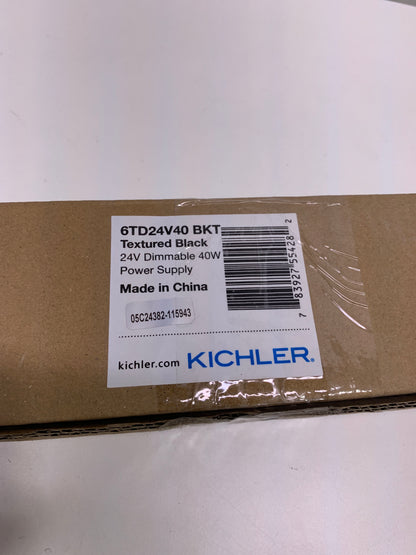 6TD24V40 BKT
Textured Black
24V Dimmable 40W
Power Supply
Made in China
05C24382-115943
7 83927 55428 2
kichler.com KICHLER®